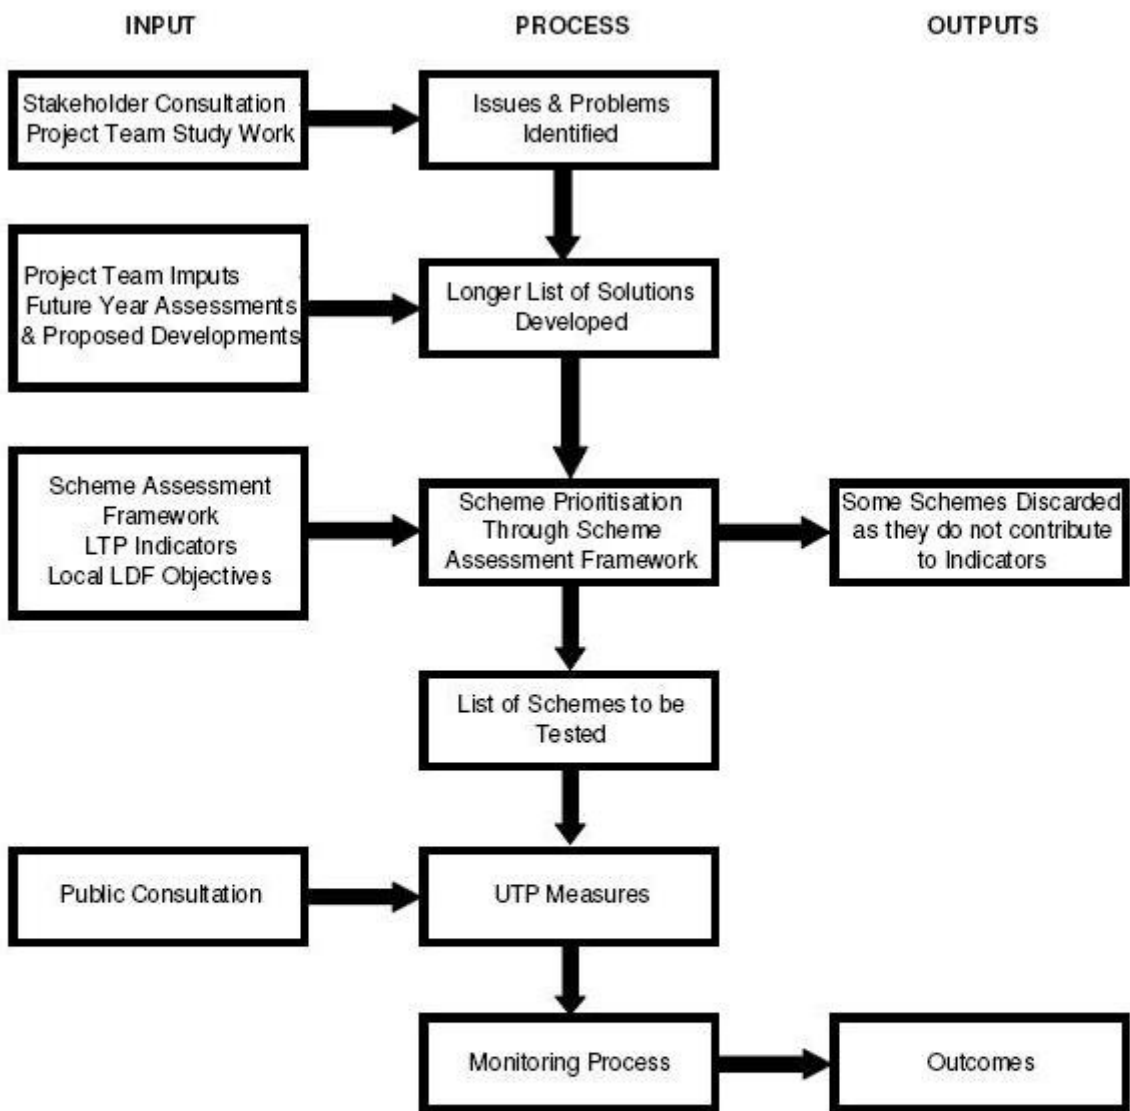 INPUT
PROCESS
OUTPUTS
Stakeholder Consultation -
Project Team Study Work
Issues & Problems
Identified
Project Team Imputs -
Future Year Assessments
& Proposed Developments
Longer List of Solutions
Developed
Scheme Assessment
Framework
LTP Indicators
Local LDF Objectives
Scheme Prioritisation
Through Scheme
Assessment Framework
Some Schemes Discarded
as they do not contribute
to Indicators
List of Schemes to be
Tested
Public Consultation
UTP Measures
Monitoring Process
Outcomes